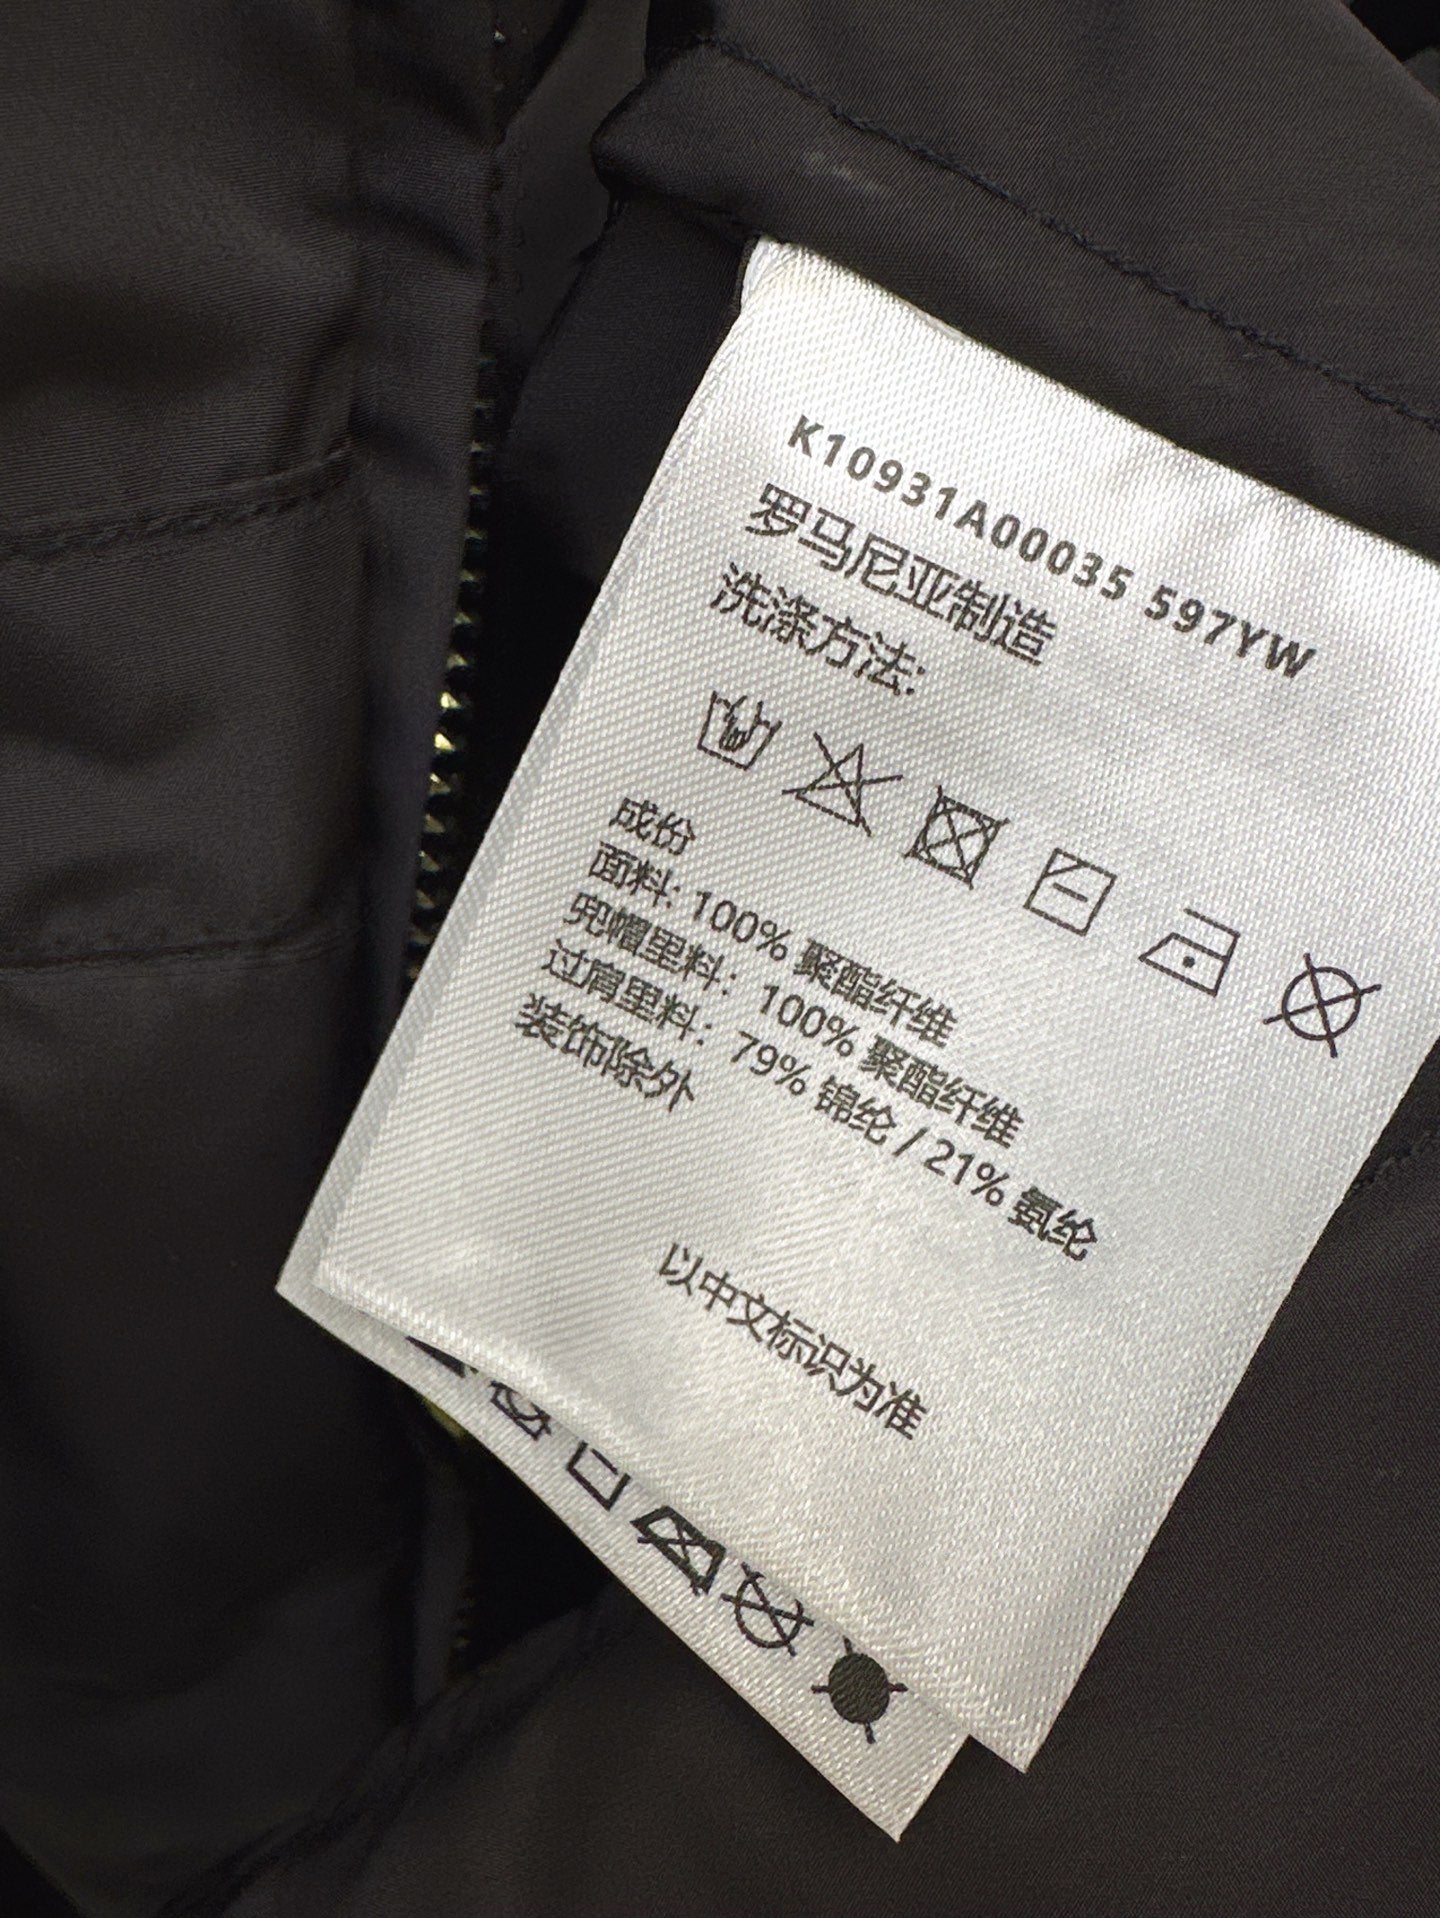 K10931A00035 597YW
罗马尼亚制造
洗涤方法:
成份
面料: 100% 聚酯纤维
兜帽里料: 100% 聚酯纤维
过肩里料: 79% 锦纶 / 21% 氨纶
装饰除外
以中文标识为准